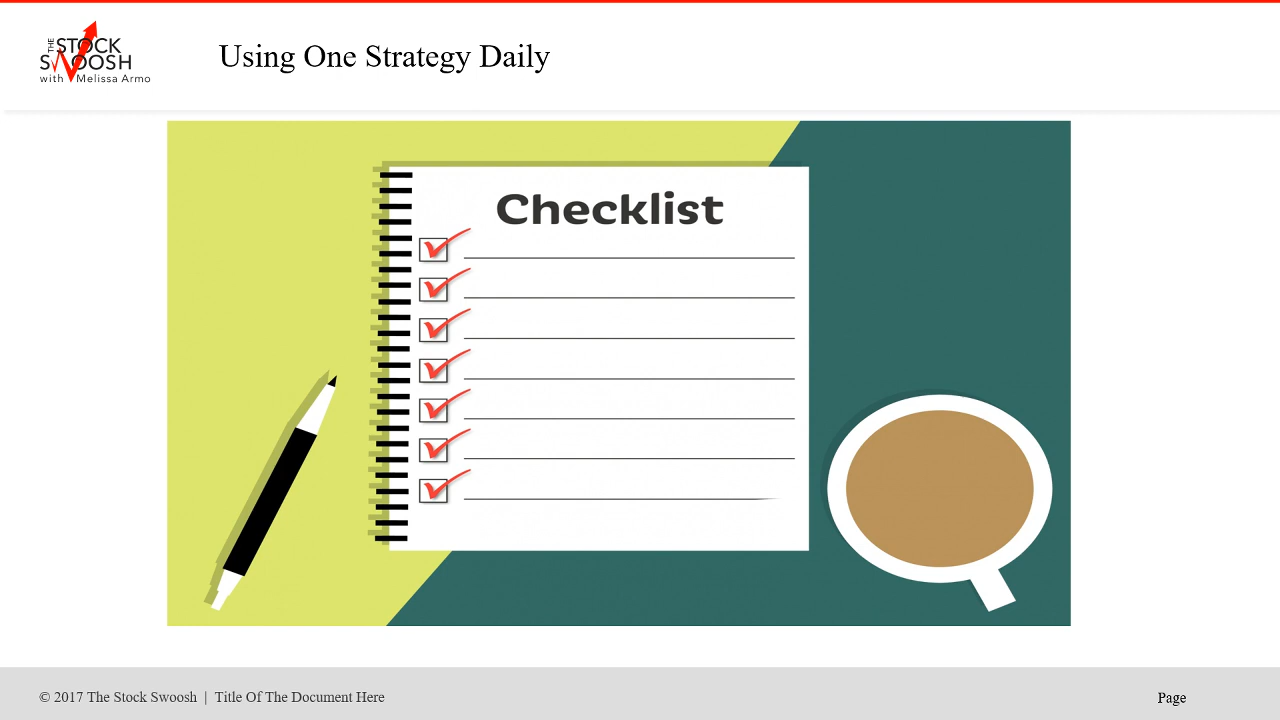 THE STOCK
SWOOSH
with Melissa Armo
Using One Strategy Daily
Checklist
© 2017 The Stock Swoosh | Title Of The Document Here
Page